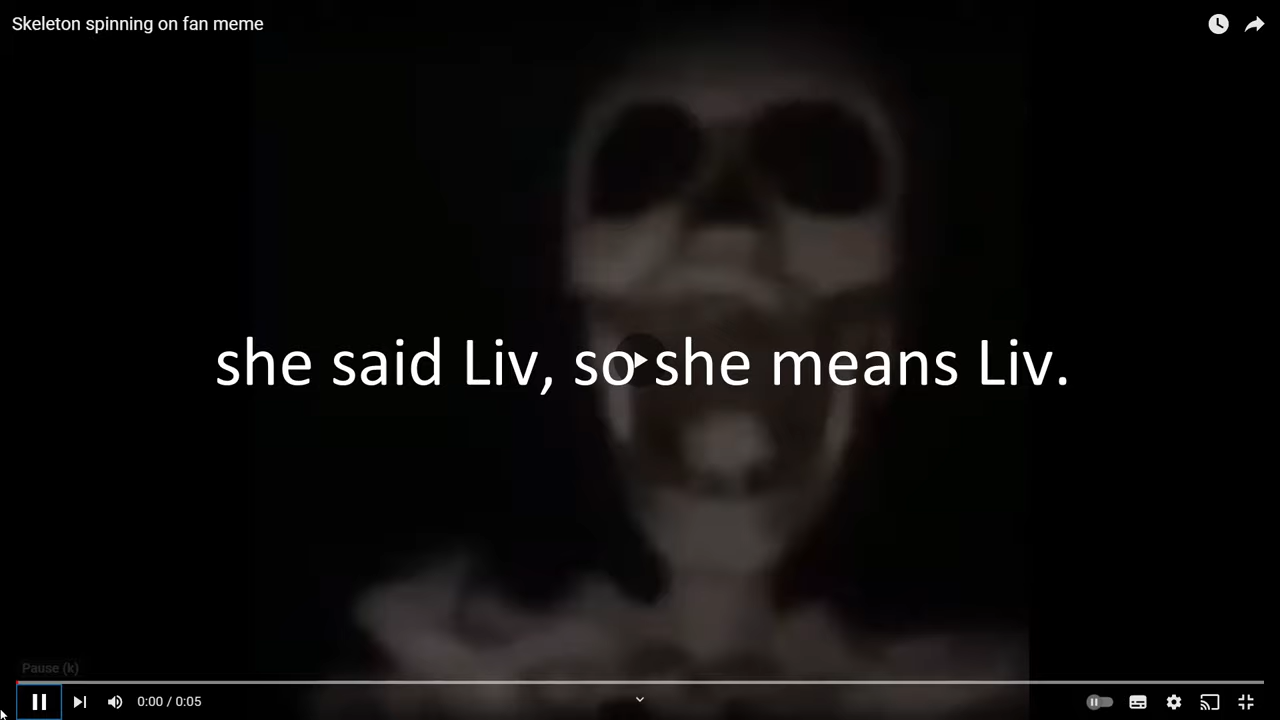 Skeleton spinning on fan meme
she said Liv, so she means Liv.
Pause (k)
0:00 / 0:05